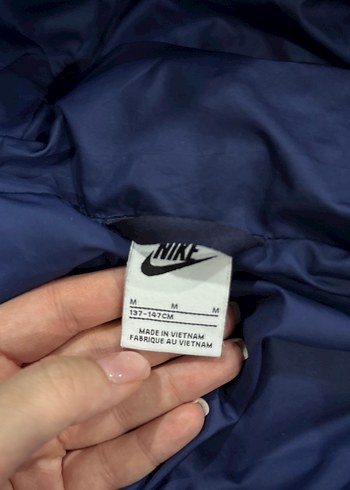 NIKE
M M M
137-147CM
MADE IN VIETNAM
FABRIQUE AU VIETNAM